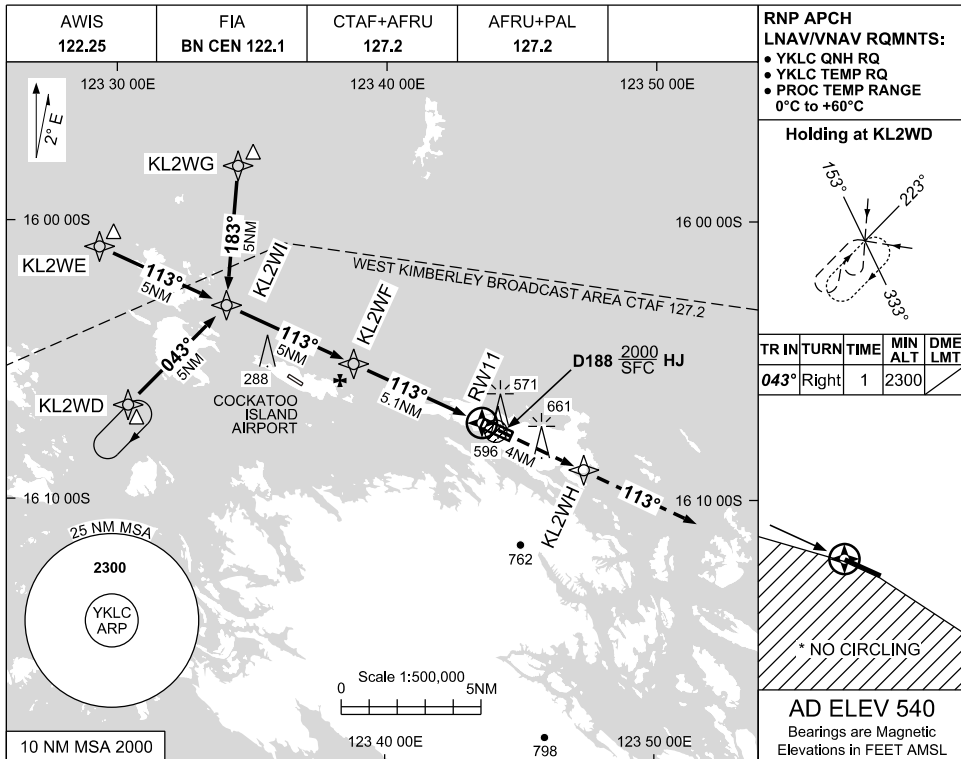 AWIS
122.25
FIA
BN CEN 122.1
CTAF+AFRU
127.2
AFRU+PAL
127.2
RNP APCH
LNAV/VNAV RQMNTS:
• YKLC QNH RQ
• YKLC TEMP RQ
• PROC TEMP RANGE
0°C to +60°C
123 30 00E
123 40 00E
123 50 00E
2° E
KL2WG
183°
5NM
16 00 00S
16 00 00S
KL2WE
113°
5NM
KL2WI
WEST KIMBERLEY BROADCAST AREA CTAF 127.2
KL2WF
113°
5NM
043°
5NM
KL2WD
288
COCKATOO
ISLAND
AIRPORT
113°
5.1NM
RW11
D188 2000
SFC HJ
571
661
596
4NM
KL2WH
113°
16 10 00S
16 10 00S
762
798
25 NM MSA
2300
YKLC
ARP
Scale 1:500,000
0
5NM
10 NM MSA 2000
123 40 00E
123 50 00E
Holding at KL2WD
153°
223°
333°
TR IN TURN TIME MIN ALT DME LMT
043° Right 1 2300
* NO CIRCLING
AD ELEV 540
Bearings are Magnetic
Elevations in FEET AMSL